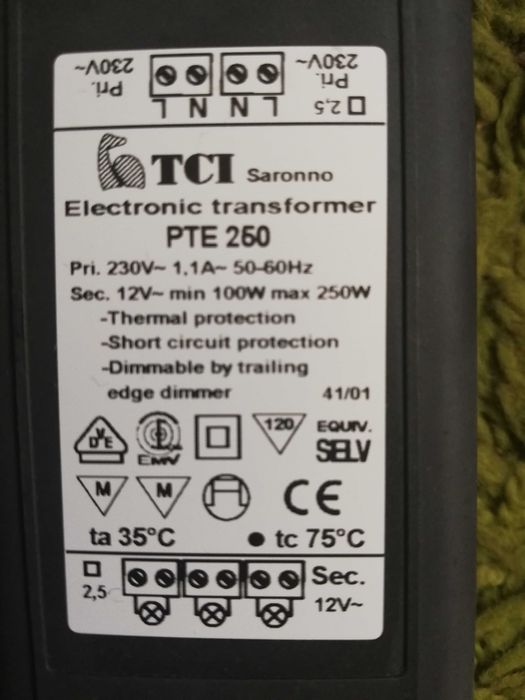 Pri.
230V~
L N N L
Pri.
230V~
2,5
TCI Saronno
Electronic transformer
PTE 250
Pri. 230V~ 1,1A~ 50-60Hz
Sec. 12V~ min 100W max 250W
-Thermal protection
-Short circuit protection
-Dimmable by trailing
edge dimmer 41/01
VDE
EMV
120
EQUIV.
SELV
M M CE
ta 35°C ● tc 75°C
2,5
Sec.
12V~